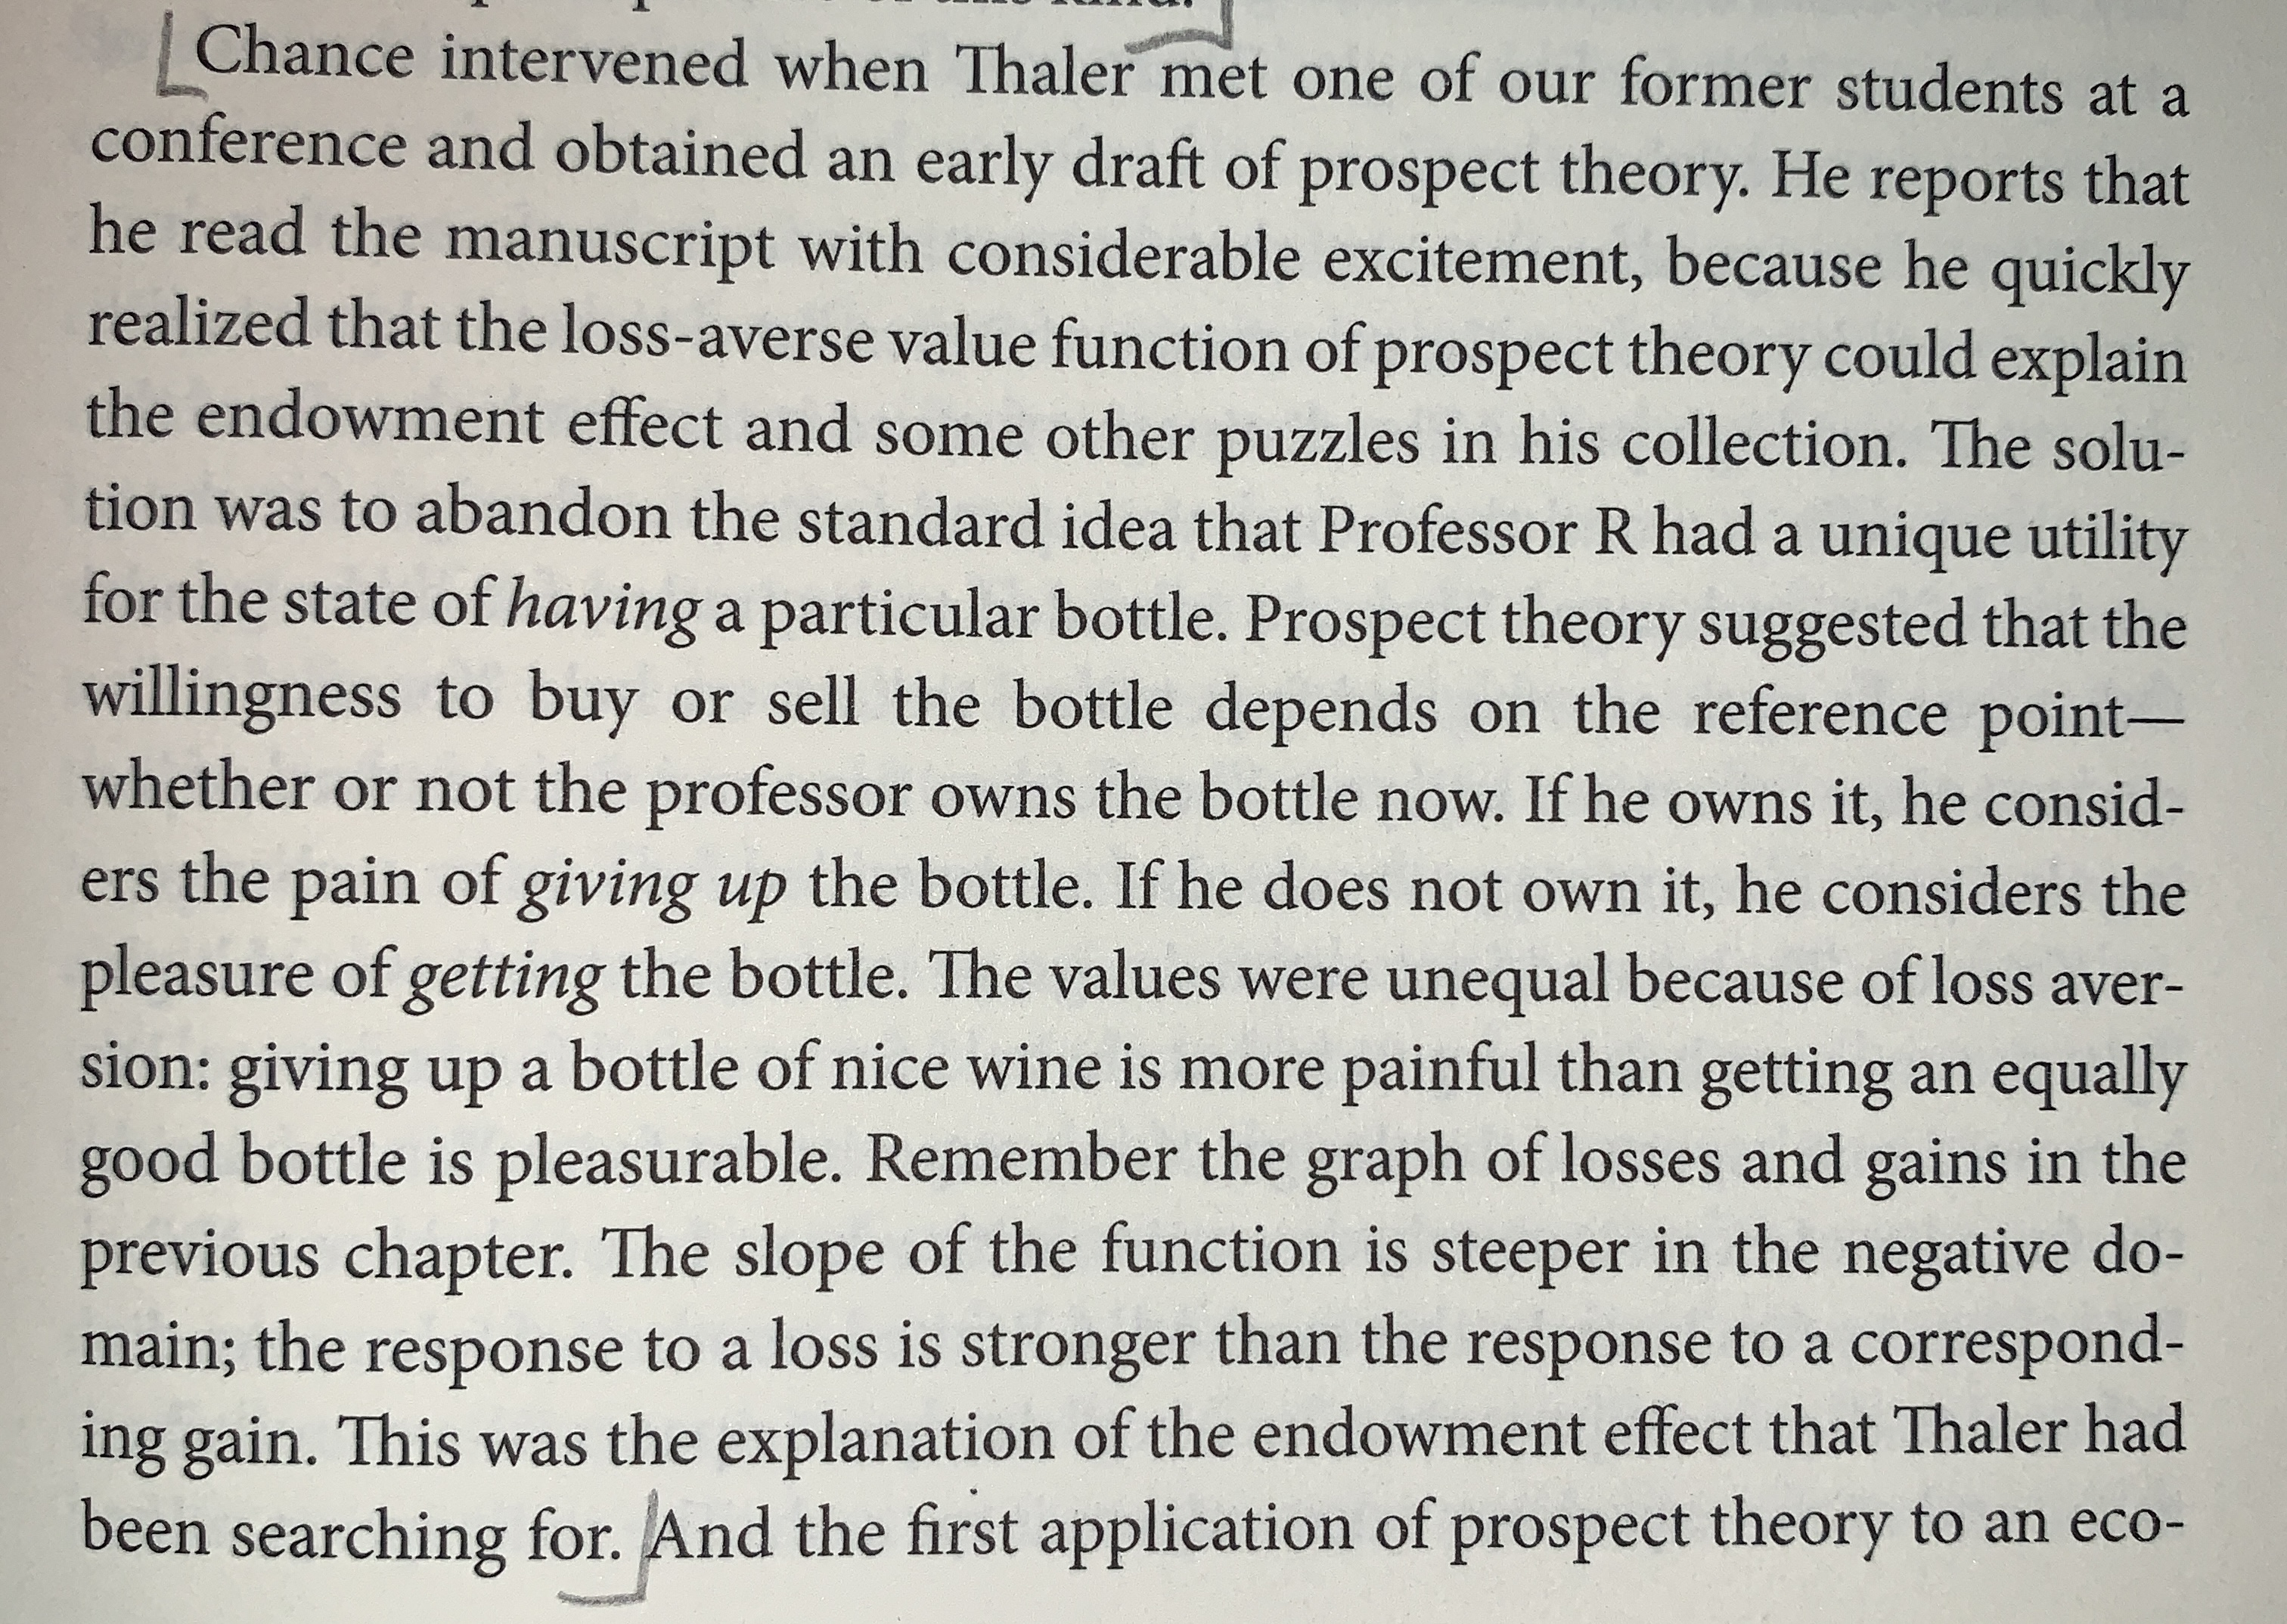 Chance intervened when Thaler met one of our former students at a
conference and obtained an early draft of prospect theory. He reports that
he read the manuscript with considerable excitement, because he quickly
realized that the loss-averse value function of prospect theory could explain
the endowment effect and some other puzzles in his collection. The solu-
tion was to abandon the standard idea that Professor R had a unique utility
for the state of having a particular bottle. Prospect theory suggested that the
willingness to buy or sell the bottle depends on the reference point—
whether or not the professor owns the bottle now. If he owns it, he consid-
ers the pain of giving up the bottle. If he does not own it, he considers the
pleasure of getting the bottle. The values were unequal because of loss aver-
sion: giving up a bottle of nice wine is more painful than getting an equally
good bottle is pleasurable. Remember the graph of losses and gains in the
previous chapter. The slope of the function is steeper in the negative do-
main; the response to a loss is stronger than the response to a correspond-
ing gain. This was the explanation of the endowment effect that Thaler had
been searching for. And the first application of prospect theory to an eco-